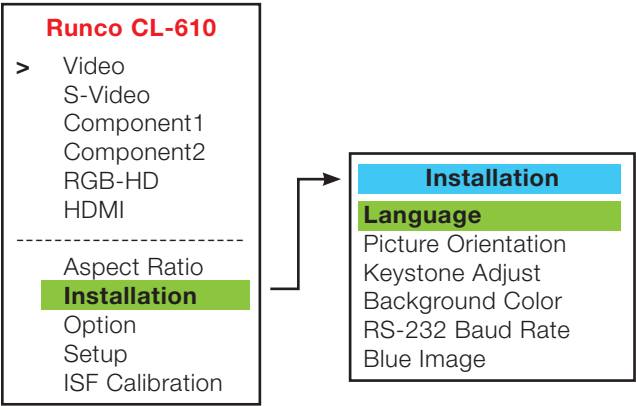 Runco CL-610
> Video
S-Video
Component1
Component2
RGB-HD
HDMI
Aspect Ratio
Installation
Option
Setup
ISF Calibration
Installation
Language
Picture Orientation
Keystone Adjust
Background Color
RS-232 Baud Rate
Blue Image